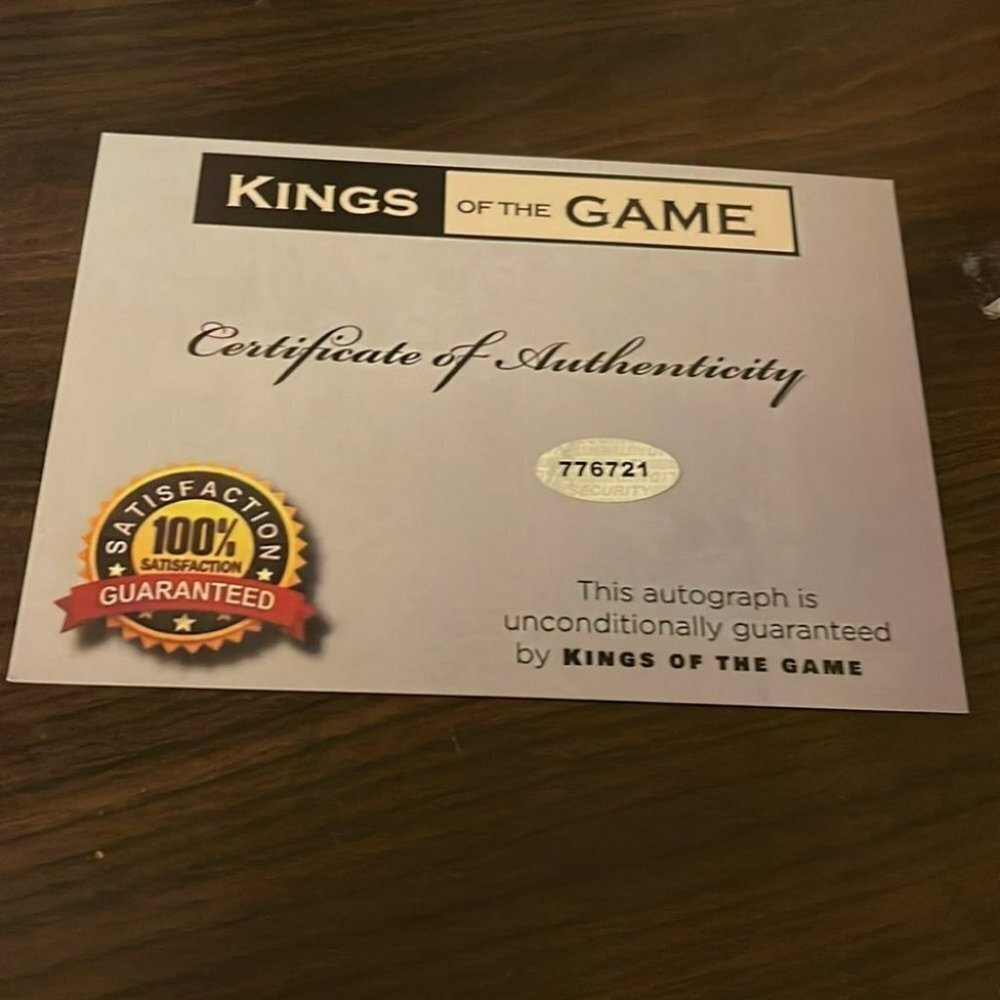 KINGS OF THE GAME
Certificate of Authenticity
776721
SECURITY
SATISFACTION
100%
SATISFACTION
GUARANTEED
This autograph is
unconditionally guaranteed
by KINGS OF THE GAME